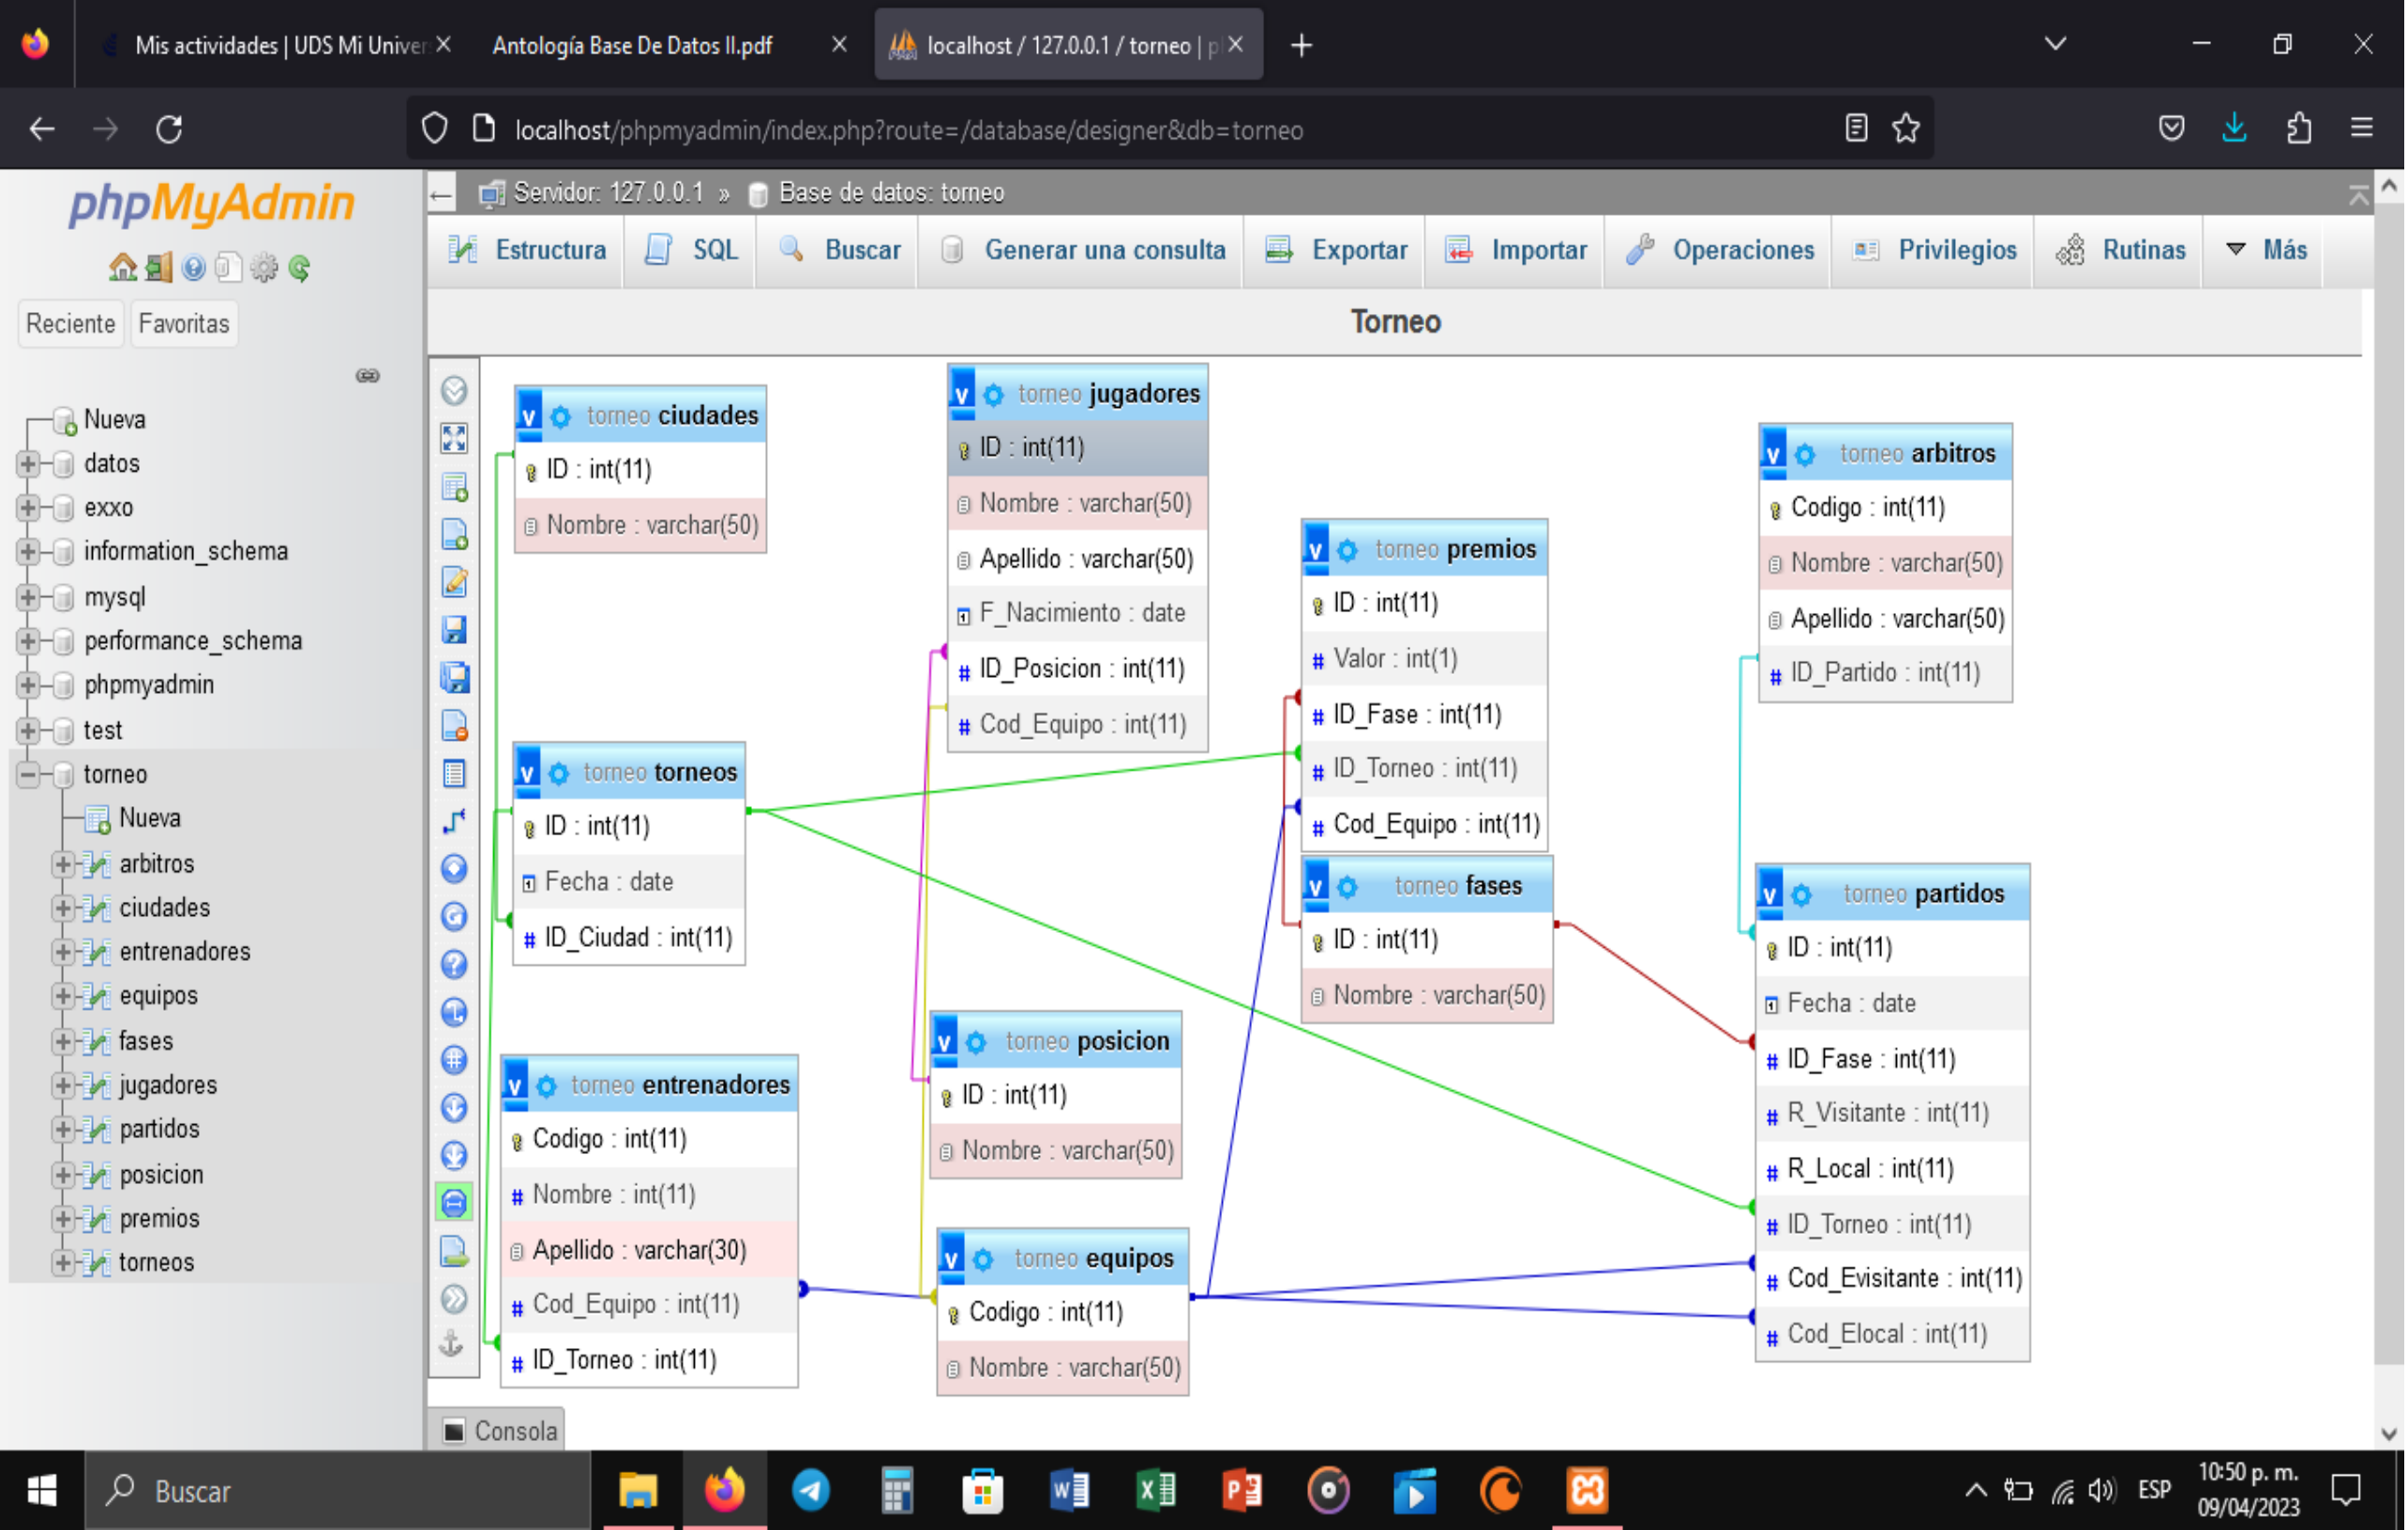 Mis actividades | UDS Mi Univer
Antología Base De Datos II.pdf
localhost / 127.0.0.1 / torneo | p
localhost/phpmyadmin/index.php?route=/database/designer&db=torneo
phpMyAdmin
Reciente
Favoritas
Nueva
datos
exxo
information_schema
mysql
performance_schema
phpmyadmin
test
torneo
Nueva
arbitros
ciudades
entrenadores
equipos
fases
jugadores
partidos
posicion
premios
torneos
Servidor: 127.0.0.1 » Base de datos: torneo
Estructura
SQL
Buscar
Generar una consulta
Exportar
Importar
Operaciones
Privilegios
Rutinas
Más
Torneo
v torneo ciudades
ID : int(11)
Nombre : varchar(50)
v torneo torneos
ID : int(11)
Fecha : date
# ID_Ciudad : int(11)
v torneo entrenadores
Codigo : int(11)
# Nombre : int(11)
Apellido : varchar(30)
# Cod_Equipo : int(11)
# ID_Torneo : int(11)
v torneo jugadores
ID : int(11)
Nombre : varchar(50)
Apellido : varchar(50)
F_Nacimiento : date
# ID_Posicion : int(11)
# Cod_Equipo : int(11)
v torneo posicion
ID : int(11)
Nombre : varchar(50)
v torneo equipos
Codigo : int(11)
Nombre : varchar(50)
v torneo premios
ID : int(11)
# Valor : int(1)
# ID_Fase : int(11)
# ID_Torneo : int(11)
# Cod_Equipo : int(11)
v torneo fases
ID : int(11)
Nombre : varchar(50)
v torneo arbitros
Codigo : int(11)
Nombre : varchar(50)
Apellido : varchar(50)
# ID_Partido : int(11)
v torneo partidos
ID : int(11)
Fecha : date
# ID_Fase : int(11)
# R_Visitante : int(11)
# R_Local : int(11)
# ID_Torneo : int(11)
# Cod_Evisitante : int(11)
# Cod_Elocal : int(11)
Consola
Buscar
ESP
10:50 p. m.
09/04/2023